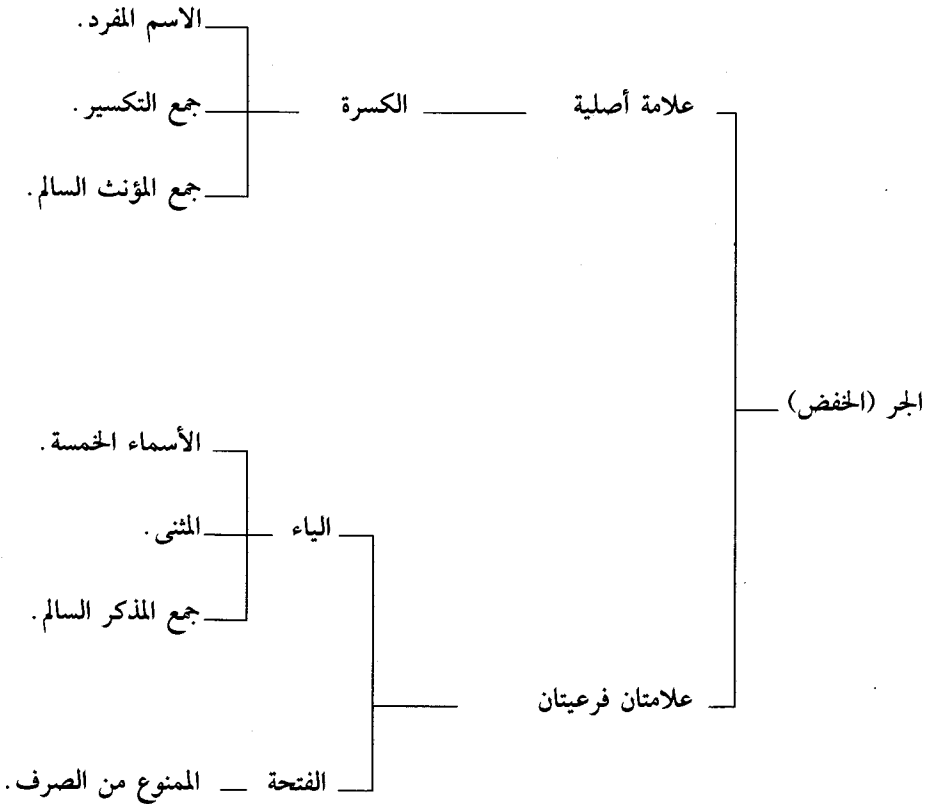 الجر (الخفض)
علامة أصلية
الكسرة
الاسم المفرد.
جمع التكسير.
جمع المؤنث السالم.
علامتان فرعيتان
الياء
الأسماء الخمسة.
المثنى.
جمع المذكر السالم.
الفتحة
الممنوع من الصرف.